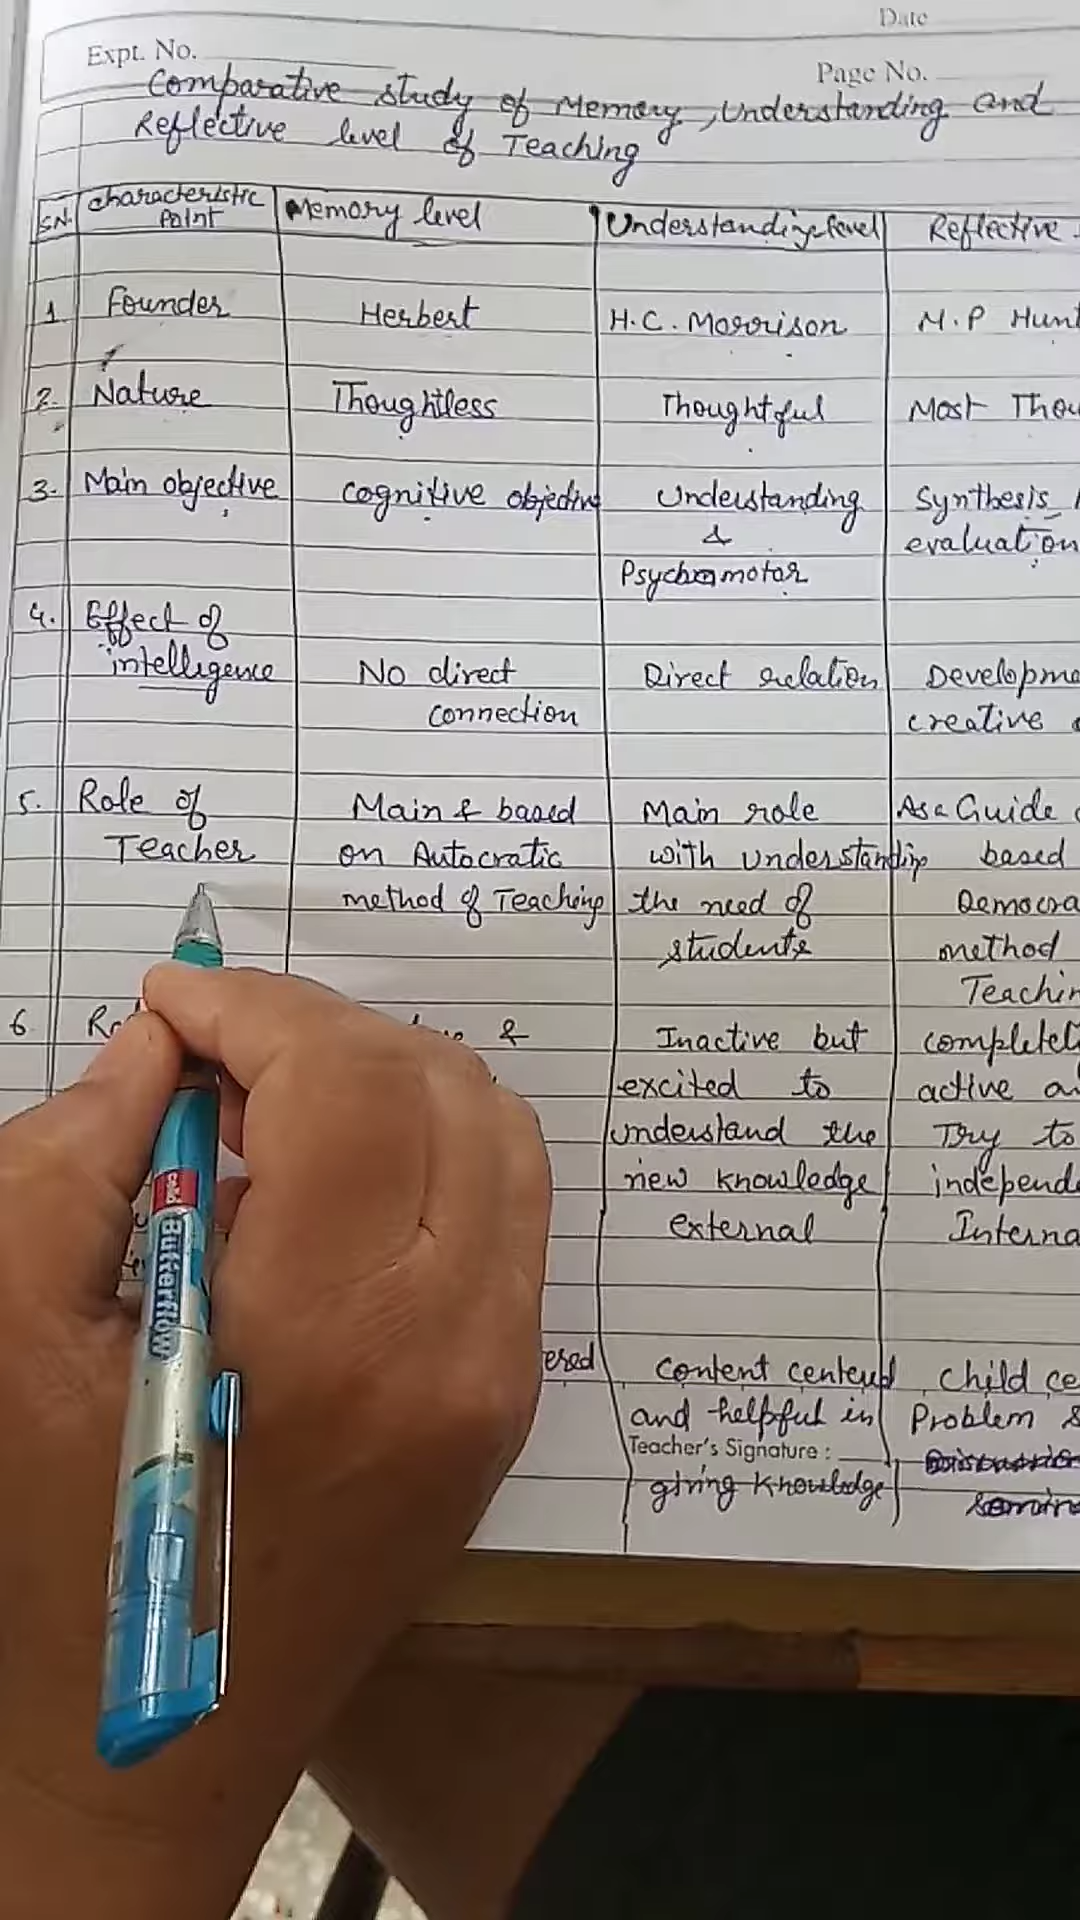 Date
Expt. No.
Page No.
Comparative study of Memory, Understanding and
Reflective level of Teaching
S.N. Characteristic Point Memory level Understanding level Reflective
1 Founder Herbert H.C. Morrison M.P Hunt
2. Nature Thoughtless Thoughtful Most Thou
3. Main objective cognitive objective Understanding Synthesis
& evaluation
Psychomotor
4. Effect of
intelligence No direct Direct relation Developme
connection creative
5. Role of Main & based Main role As a Guide
Teacher on Autocratic with understanding based
method of Teaching the need of Democra
students method
Teachin
6 & Inactive but completel
excited to active
understand the Try to
new knowledge independe
external Interna
ered Content centered Child ce
and helpful in Problem
Teacher's Signature :
giving knowledge
cello Butterflow